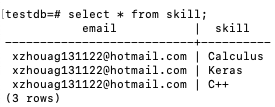 testdb=# select * from skill;
email | skill
---------------------------+----------
xzhouag131122@hotmail.com | Calculus
xzhouag131122@hotmail.com | Keras
xzhouag131122@hotmail.com | C++
(3 rows)